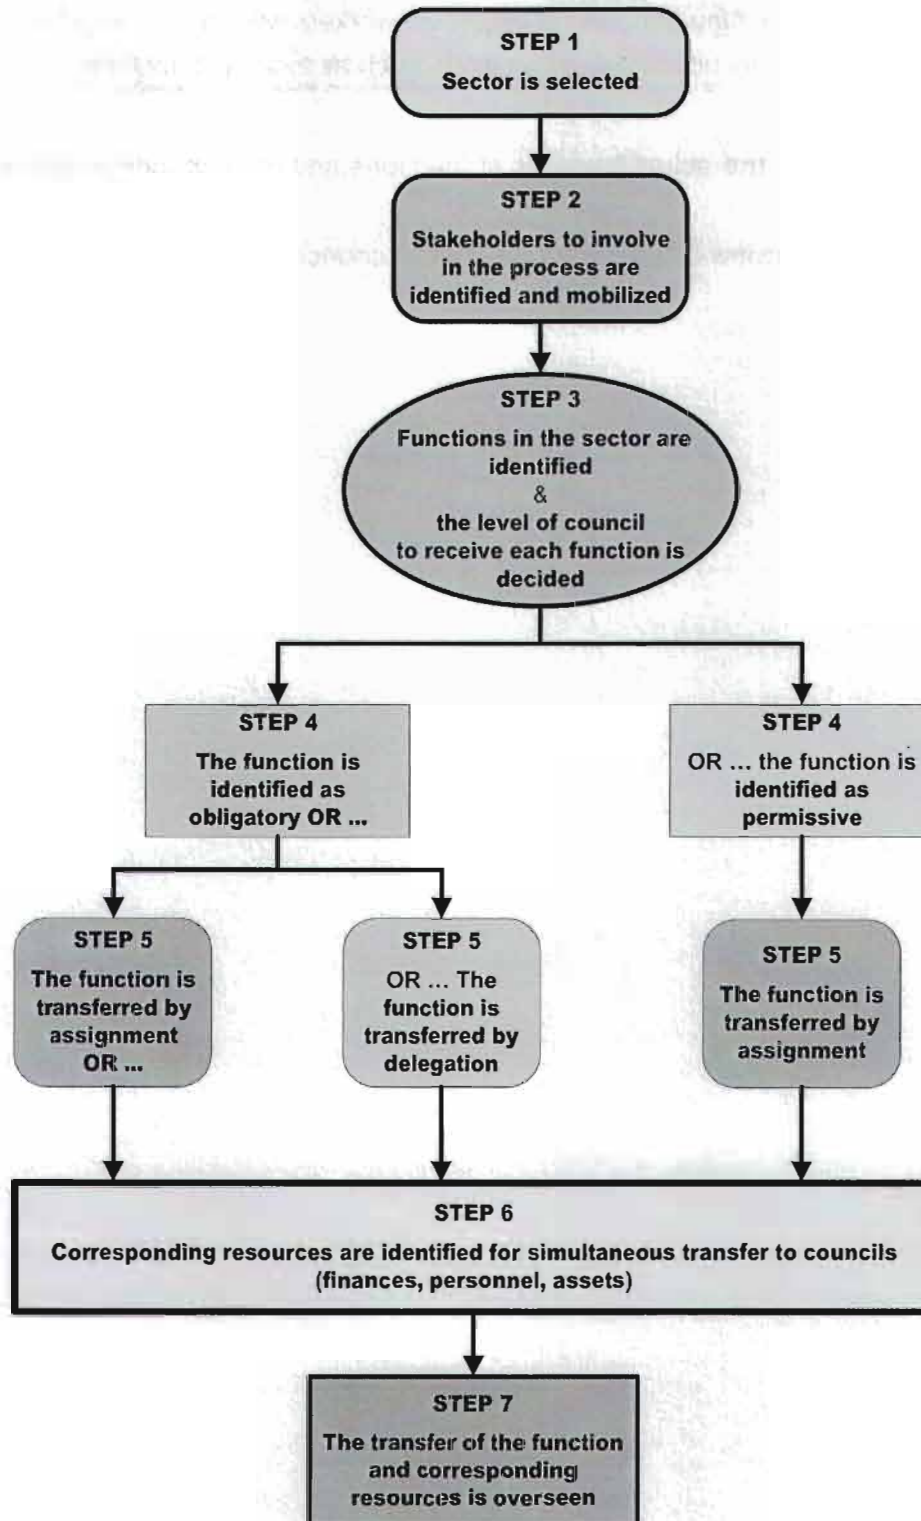 STEP 1
Sector is selected
STEP 2
Stakeholders to involve
in the process are
identified and mobilized
STEP 3
Functions in the sector are
identified
&
the level of council
to receive each function is
decided
STEP 4
The function is
identified as
obligatory OR ...
STEP 4
OR ... the function is
identified as
permissive
STEP 5
The function is
transferred by
assignment
OR ...
STEP 5
OR ... The
function is
transferred by
delegation
STEP 5
The function is
transferred by
assignment
STEP 6
Corresponding resources are identified for simultaneous transfer to councils
(finances, personnel, assets)
STEP 7
The transfer of the function
and corresponding
resources is overseen